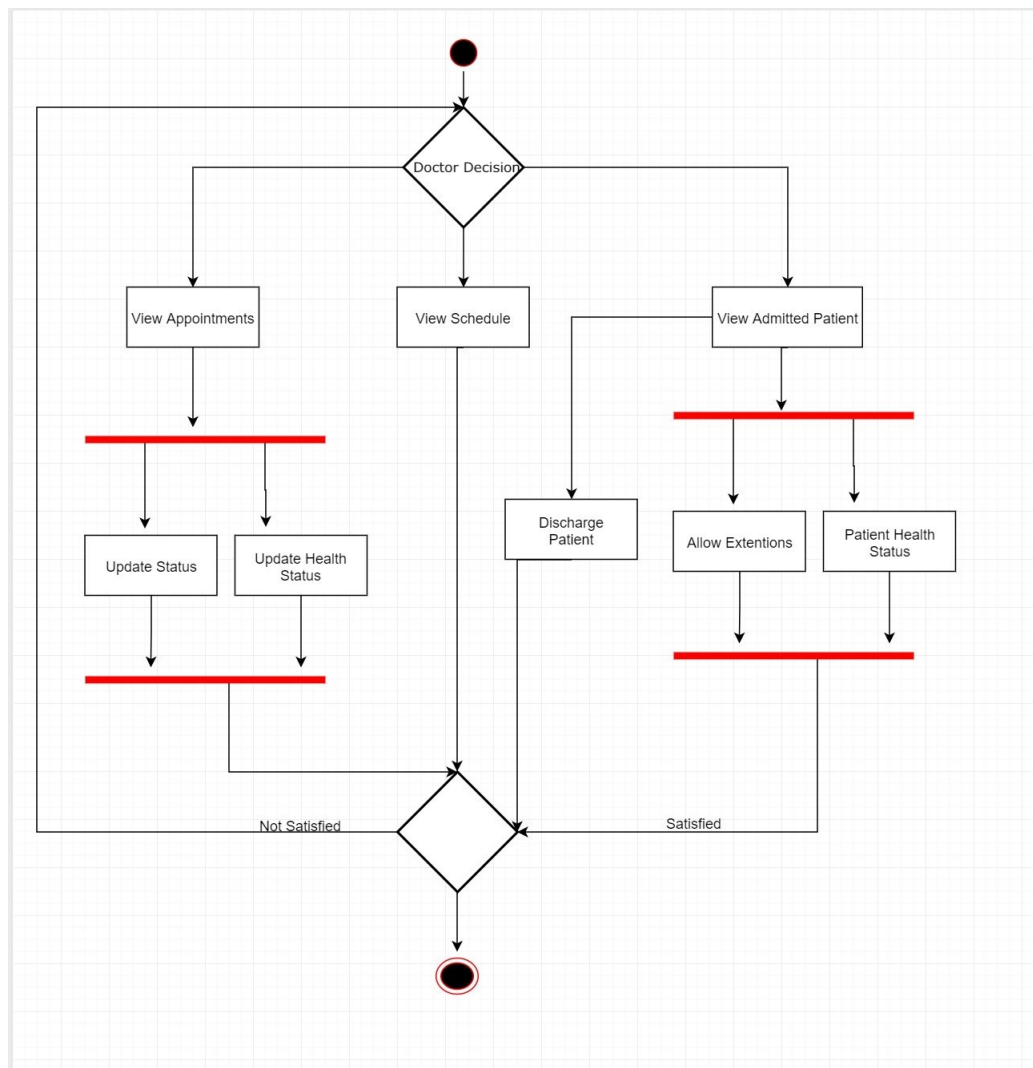 Doctor Decision
View Appointments
View Schedule
View Admitted Patient
Discharge
Patient
Allow Extentions
Patient Health
Status
Update Status
Update Health
Status
Not Satisfied
Satisfied